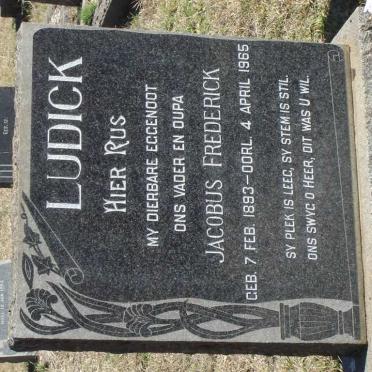 LUDICK
HIER RUS
MY DIERBARE EGGENOOT
ONS VADER EN OUPA
JACOBUS FREDERICK
GEB. 7 FEB. 1893—OORL. 4 APRIL 1965
SY PLEK IS LEEG, SY STEM IS STIL.
ONS SWYG O HEER, DIT WAS U WIL.